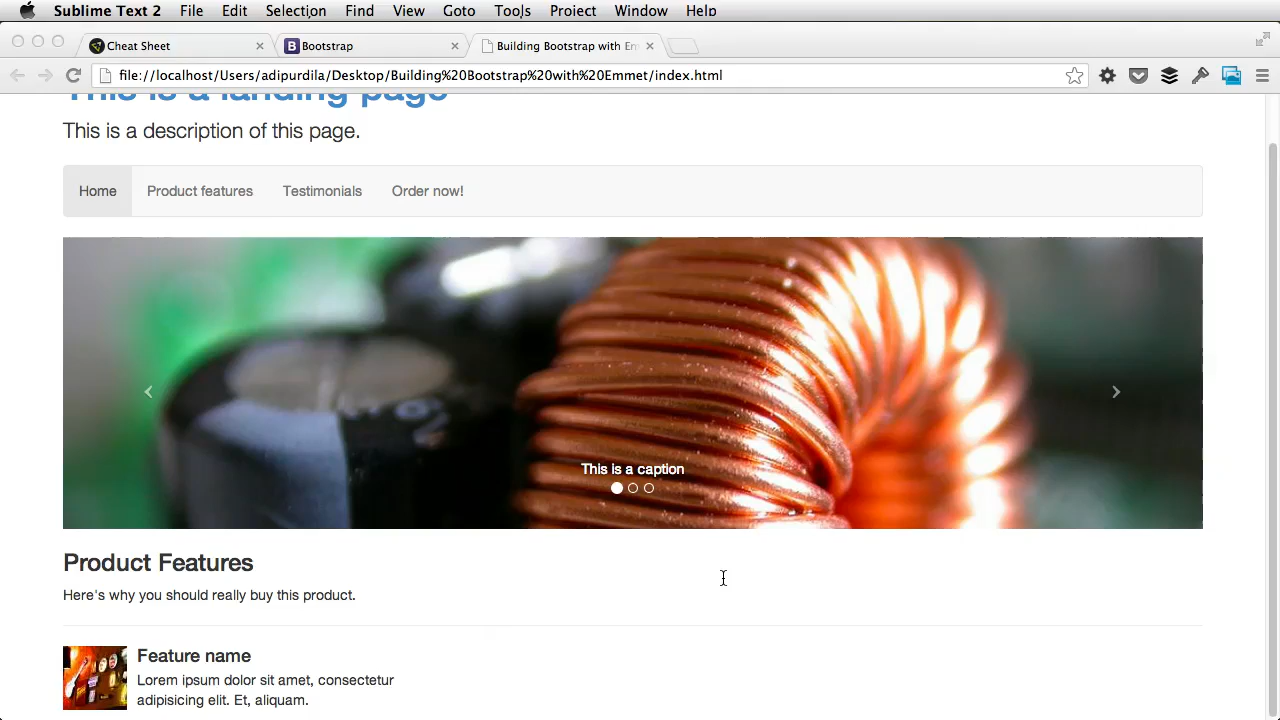 Sublime Text 2 File Edit Selection Find View Goto Tools Project Window Help
Cheat Sheet Bootstrap Building Bootstrap with Em
file://localhost/Users/adipurdila/Desktop/Building%20Bootstrap%20with%20Emmet/index.html
This is a landing page
This is a description of this page.
Home Product features Testimonials Order now!
This is a caption
Product Features
Here's why you should really buy this product.
Feature name
Lorem ipsum dolor sit amet, consectetur
adipisicing elit. Et, aliquam.